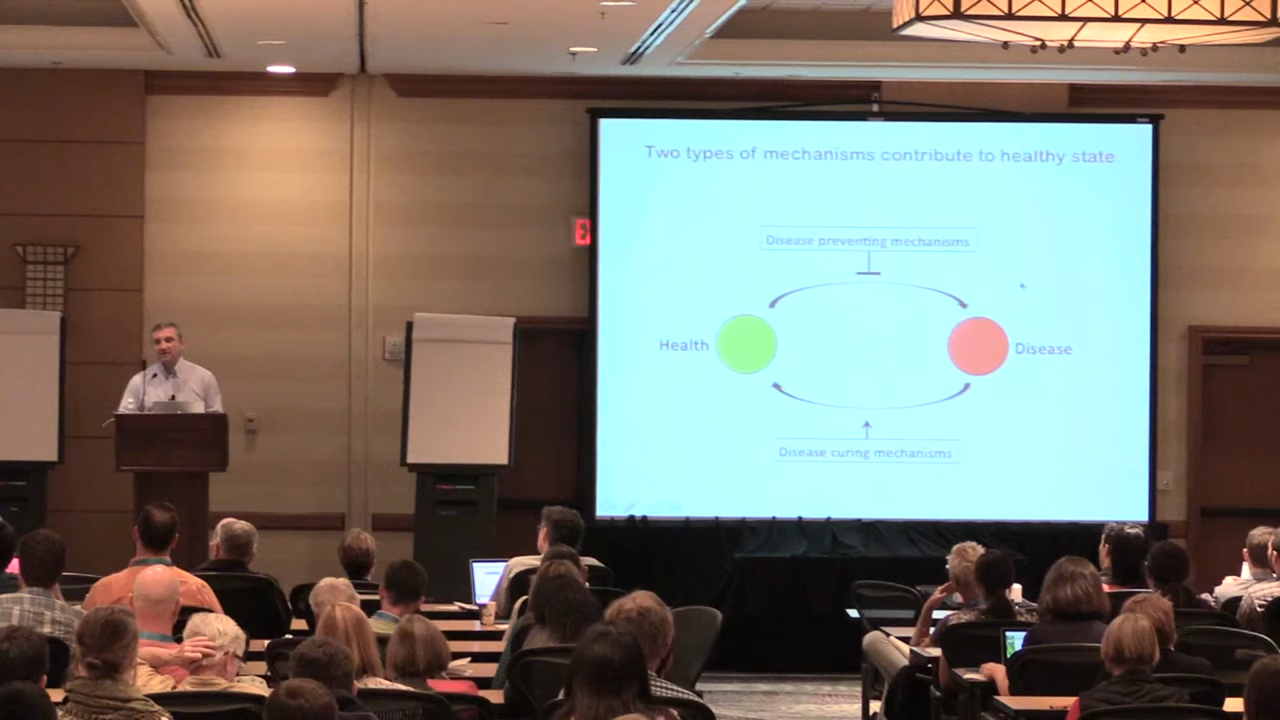 Two types of mechanisms contribute to healthy state
Disease preventing mechanisms
Health
Disease
Disease curing mechanisms